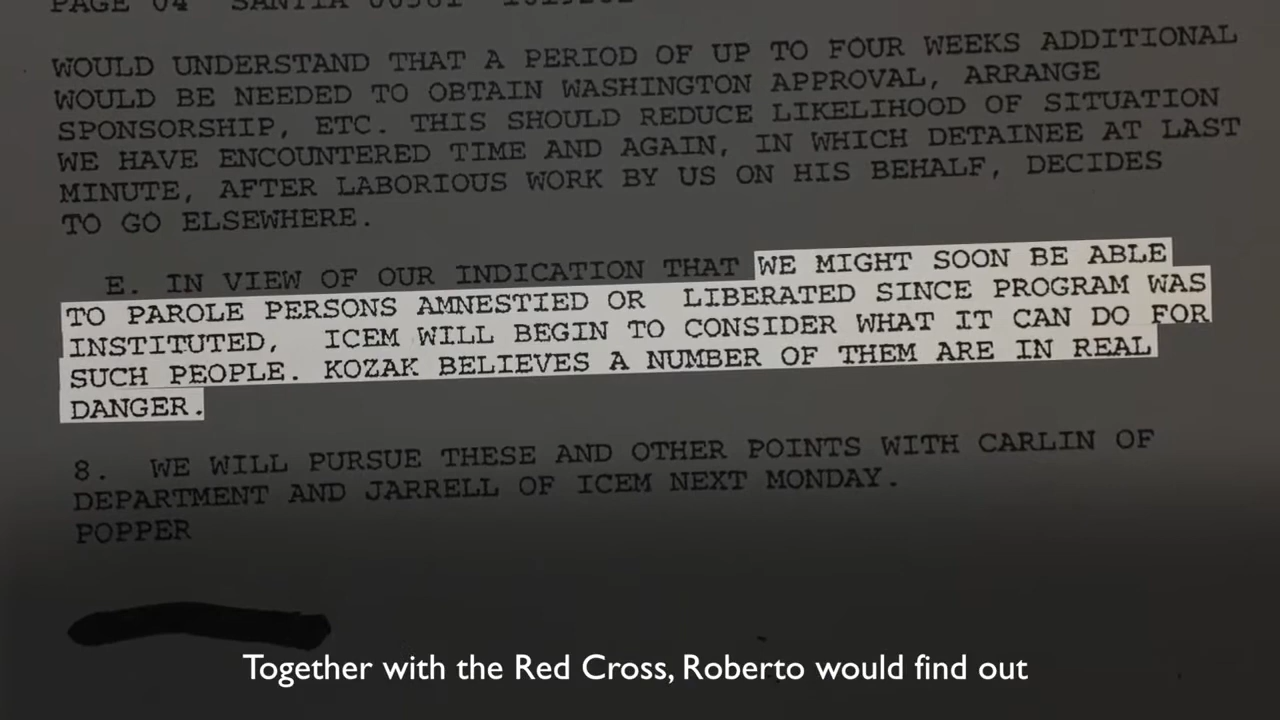 PAGE 04
WOULD UNDERSTAND THAT A PERIOD OF UP TO FOUR WEEKS ADDITIONAL
WOULD BE NEEDED TO OBTAIN WASHINGTON APPROVAL, ARRANGE
SPONSORSHIP, ETC. THIS SHOULD REDUCE LIKELIHOOD OF SITUATION
WE HAVE ENCOUNTERED TIME AND AGAIN, IN WHICH DETAINEE AT LAST
MINUTE, AFTER LABORIOUS WORK BY US ON HIS BEHALF, DECIDES
TO GO ELSEWHERE.
E. IN VIEW OF OUR INDICATION THAT WE MIGHT SOON BE ABLE
TO PAROLE PERSONS AMNESTIED OR LIBERATED SINCE PROGRAM WAS
INSTITUTED, ICEM WILL BEGIN TO CONSIDER WHAT IT CAN DO FOR
SUCH PEOPLE. KOZAK BELIEVES A NUMBER OF THEM ARE IN REAL
DANGER.
8. WE WILL PURSUE THESE AND OTHER POINTS WITH CARLIN OF
DEPARTMENT AND JARRELL OF ICEM NEXT MONDAY.
POPPER
Together with the Red Cross, Roberto would find out